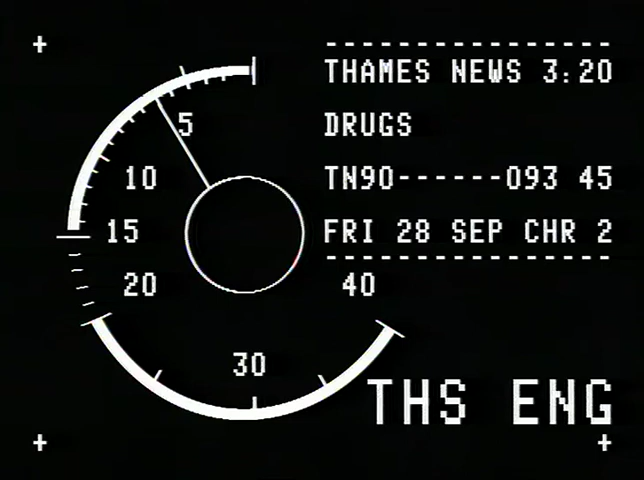 ----------------
THAMES NEWS 3:20
DRUGS
TN90------093 45
FRI 28 SEP CHR 2
----------------
5
10
15
20
30
40
THS ENG